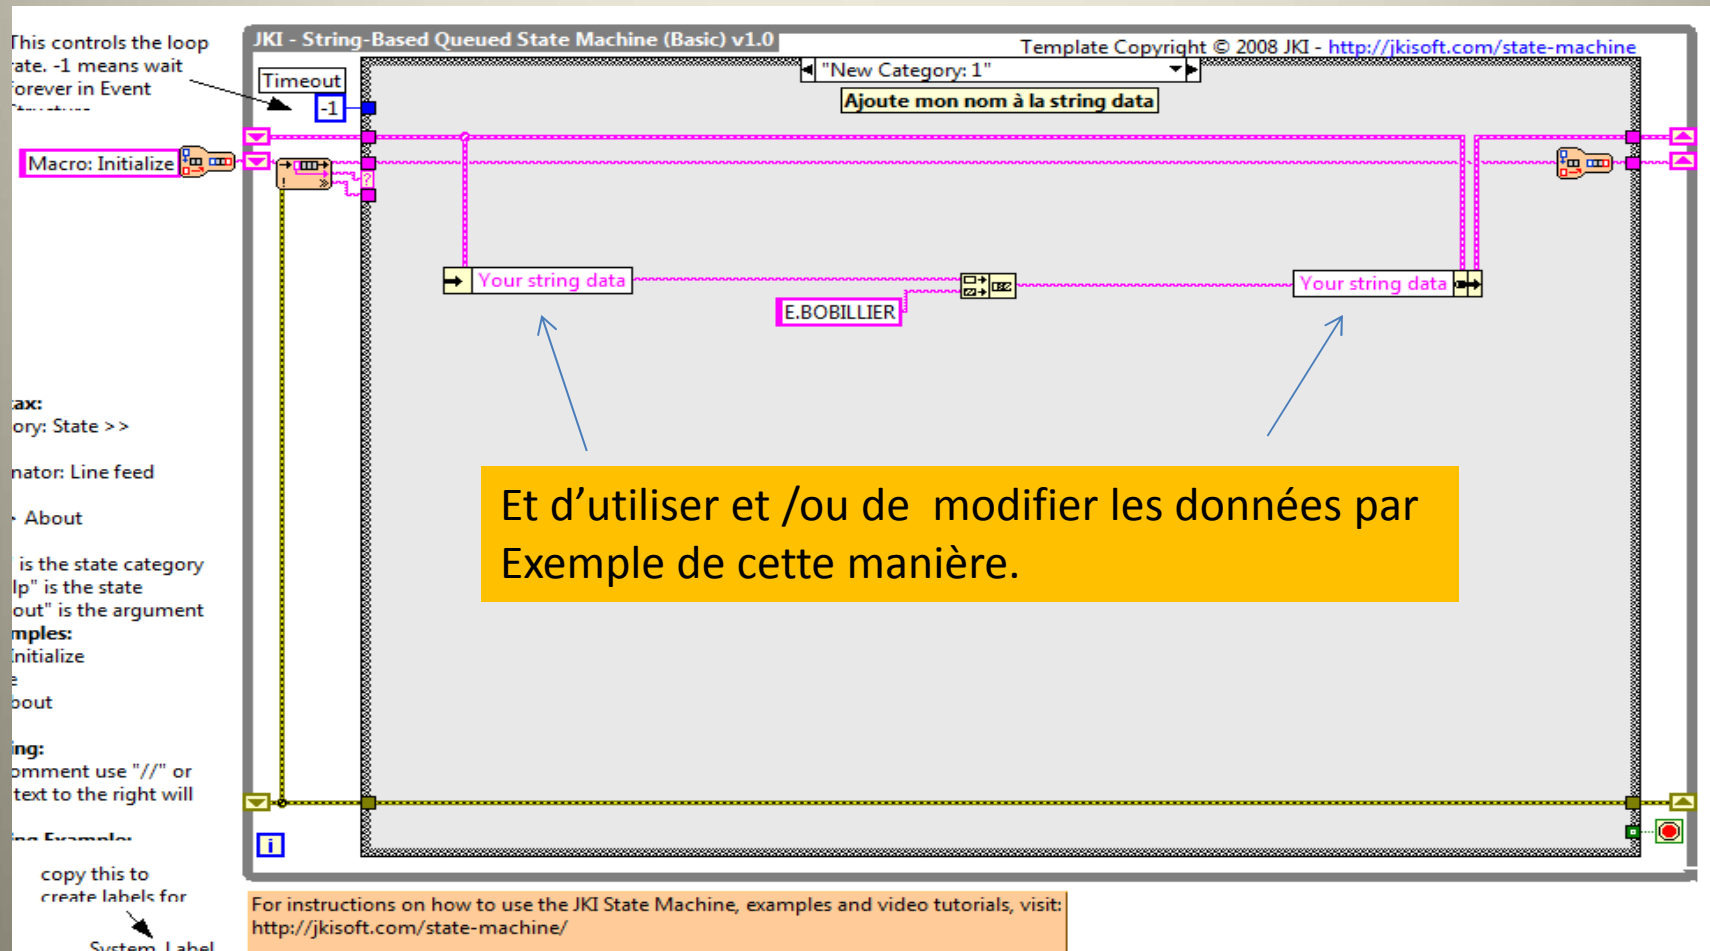 This controls the loop
rate. -1 means wait
forever in Event
JKI - String-Based Queued State Machine (Basic) v1.0
Template Copyright © 2008 JKI - http://jkisoft.com/state-machine
Timeout
-1
"New Category: 1"
Ajoute mon nom à la string data
Macro: Initialize
?
!
Your string data
E.BOBILLIER
Your string data
Et d’utiliser et /ou de  modifier les données par
Exemple de cette manière.
tax:
ory: State >>
nator: Line feed
About
" is the state category
lp" is the state
out" is the argument
mples:
Initialize
e
bout
ing:
omment use "//" or
text to the right will
i
copy this to
create labels for
System Label
For instructions on how to use the JKI State Machine, examples and video tutorials, visit:
http://jkisoft.com/state-machine/